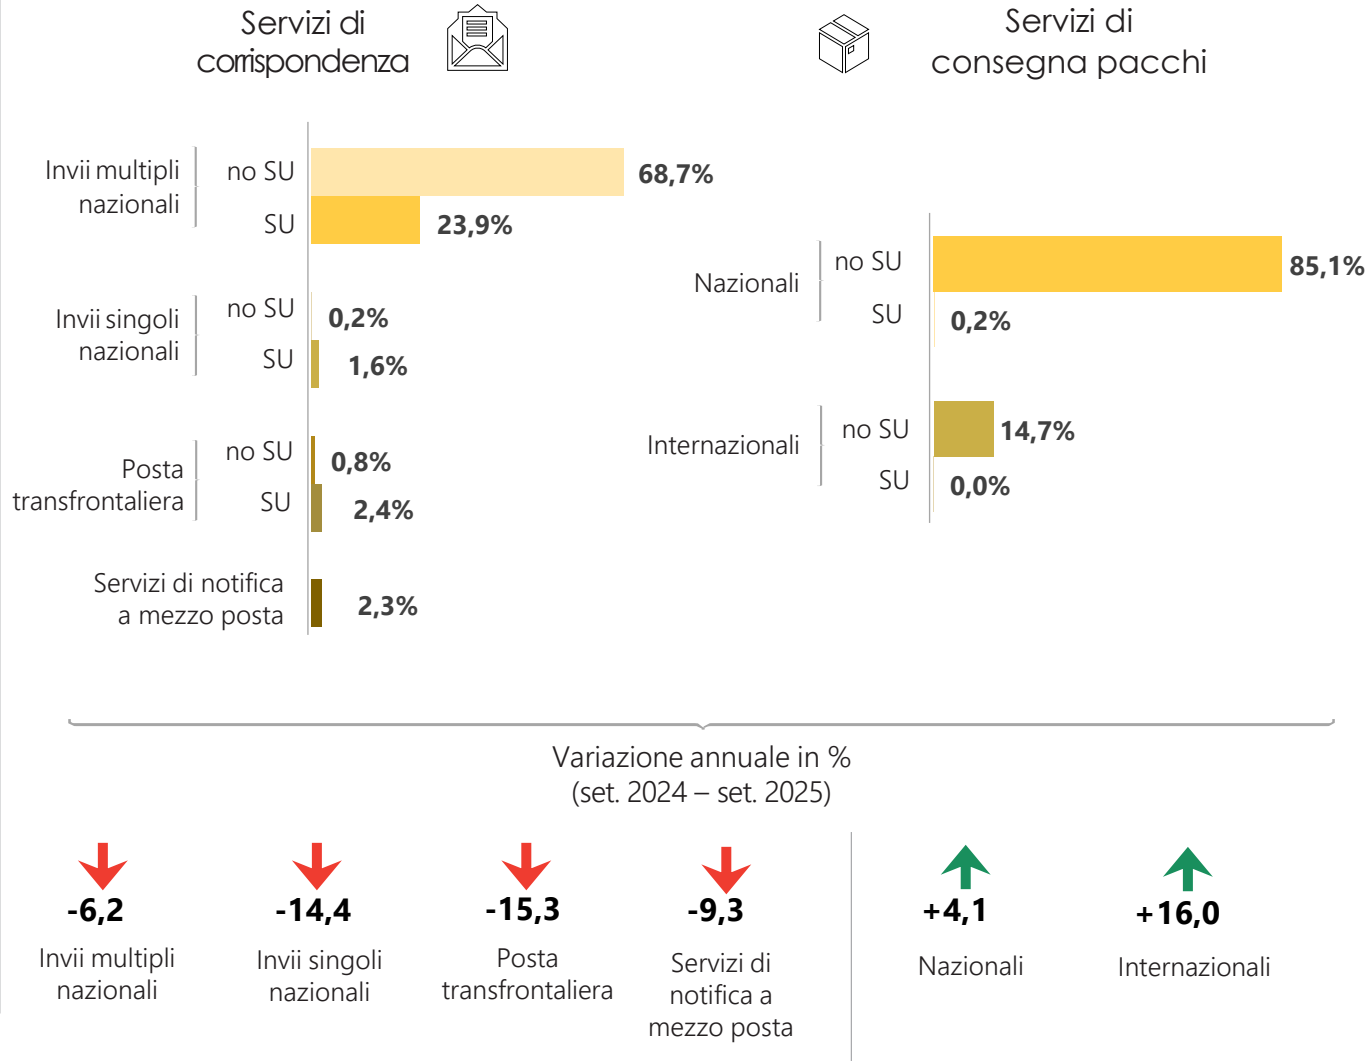 Servizi di
corrispondenza
Invii multipli
nazionali
no SU
68,7%
SU
23,9%
Invii singoli
nazionali
no SU
0,2%
SU
1,6%
Posta
transfrontaliera
no SU
0,8%
SU
2,4%
Servizi di notifica
a mezzo posta
2,3%
Servizi di
consegna pacchi
Nazionali
no SU
85,1%
SU
0,2%
Internazionali
no SU
14,7%
SU
0,0%
Variazione annuale in %
(set. 2024 – set. 2025)
-6,2
Invii multipli
nazionali
-14,4
Invii singoli
nazionali
-15,3
Posta
transfrontaliera
-9,3
Servizi di
notifica a
mezzo posta
+4,1
Nazionali
+16,0
Internazionali